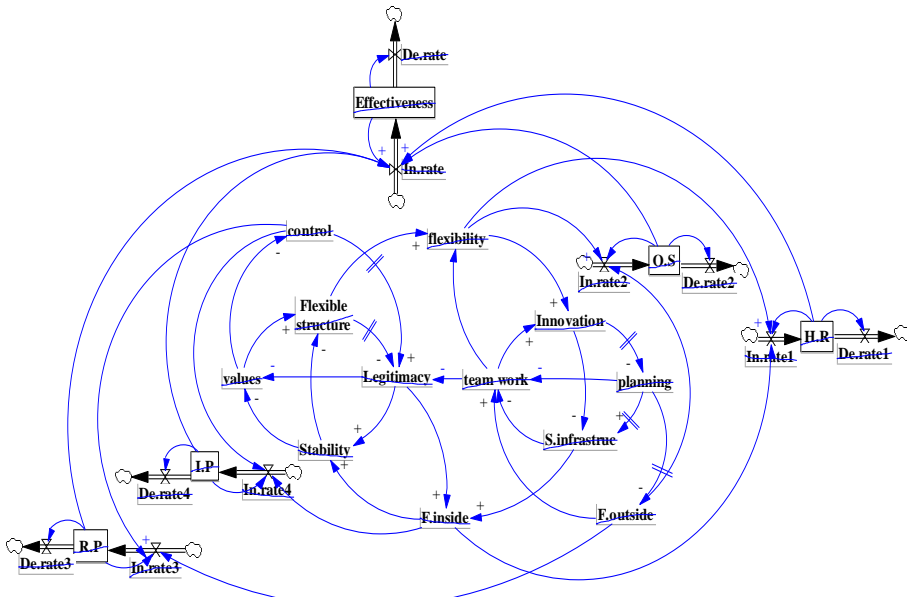 De.rate
Effectiveness
+
+
In.rate
control
flexibility
-
+
O.S
In.rate2
De.rate2
+
+
Flexible
structure
+
Innovation
+
H.R
In.rate1
De.rate1
+
-
-
+
+
-
values
-
Legitimacy
-
team work
-
planning
-
+
-
-
+
S.infrastruc
+
Stability
+
I.P
De.rate4
In.rate4
-
+
+
F.inside
F.outside
R.P
+
De.rate3
In.rate3